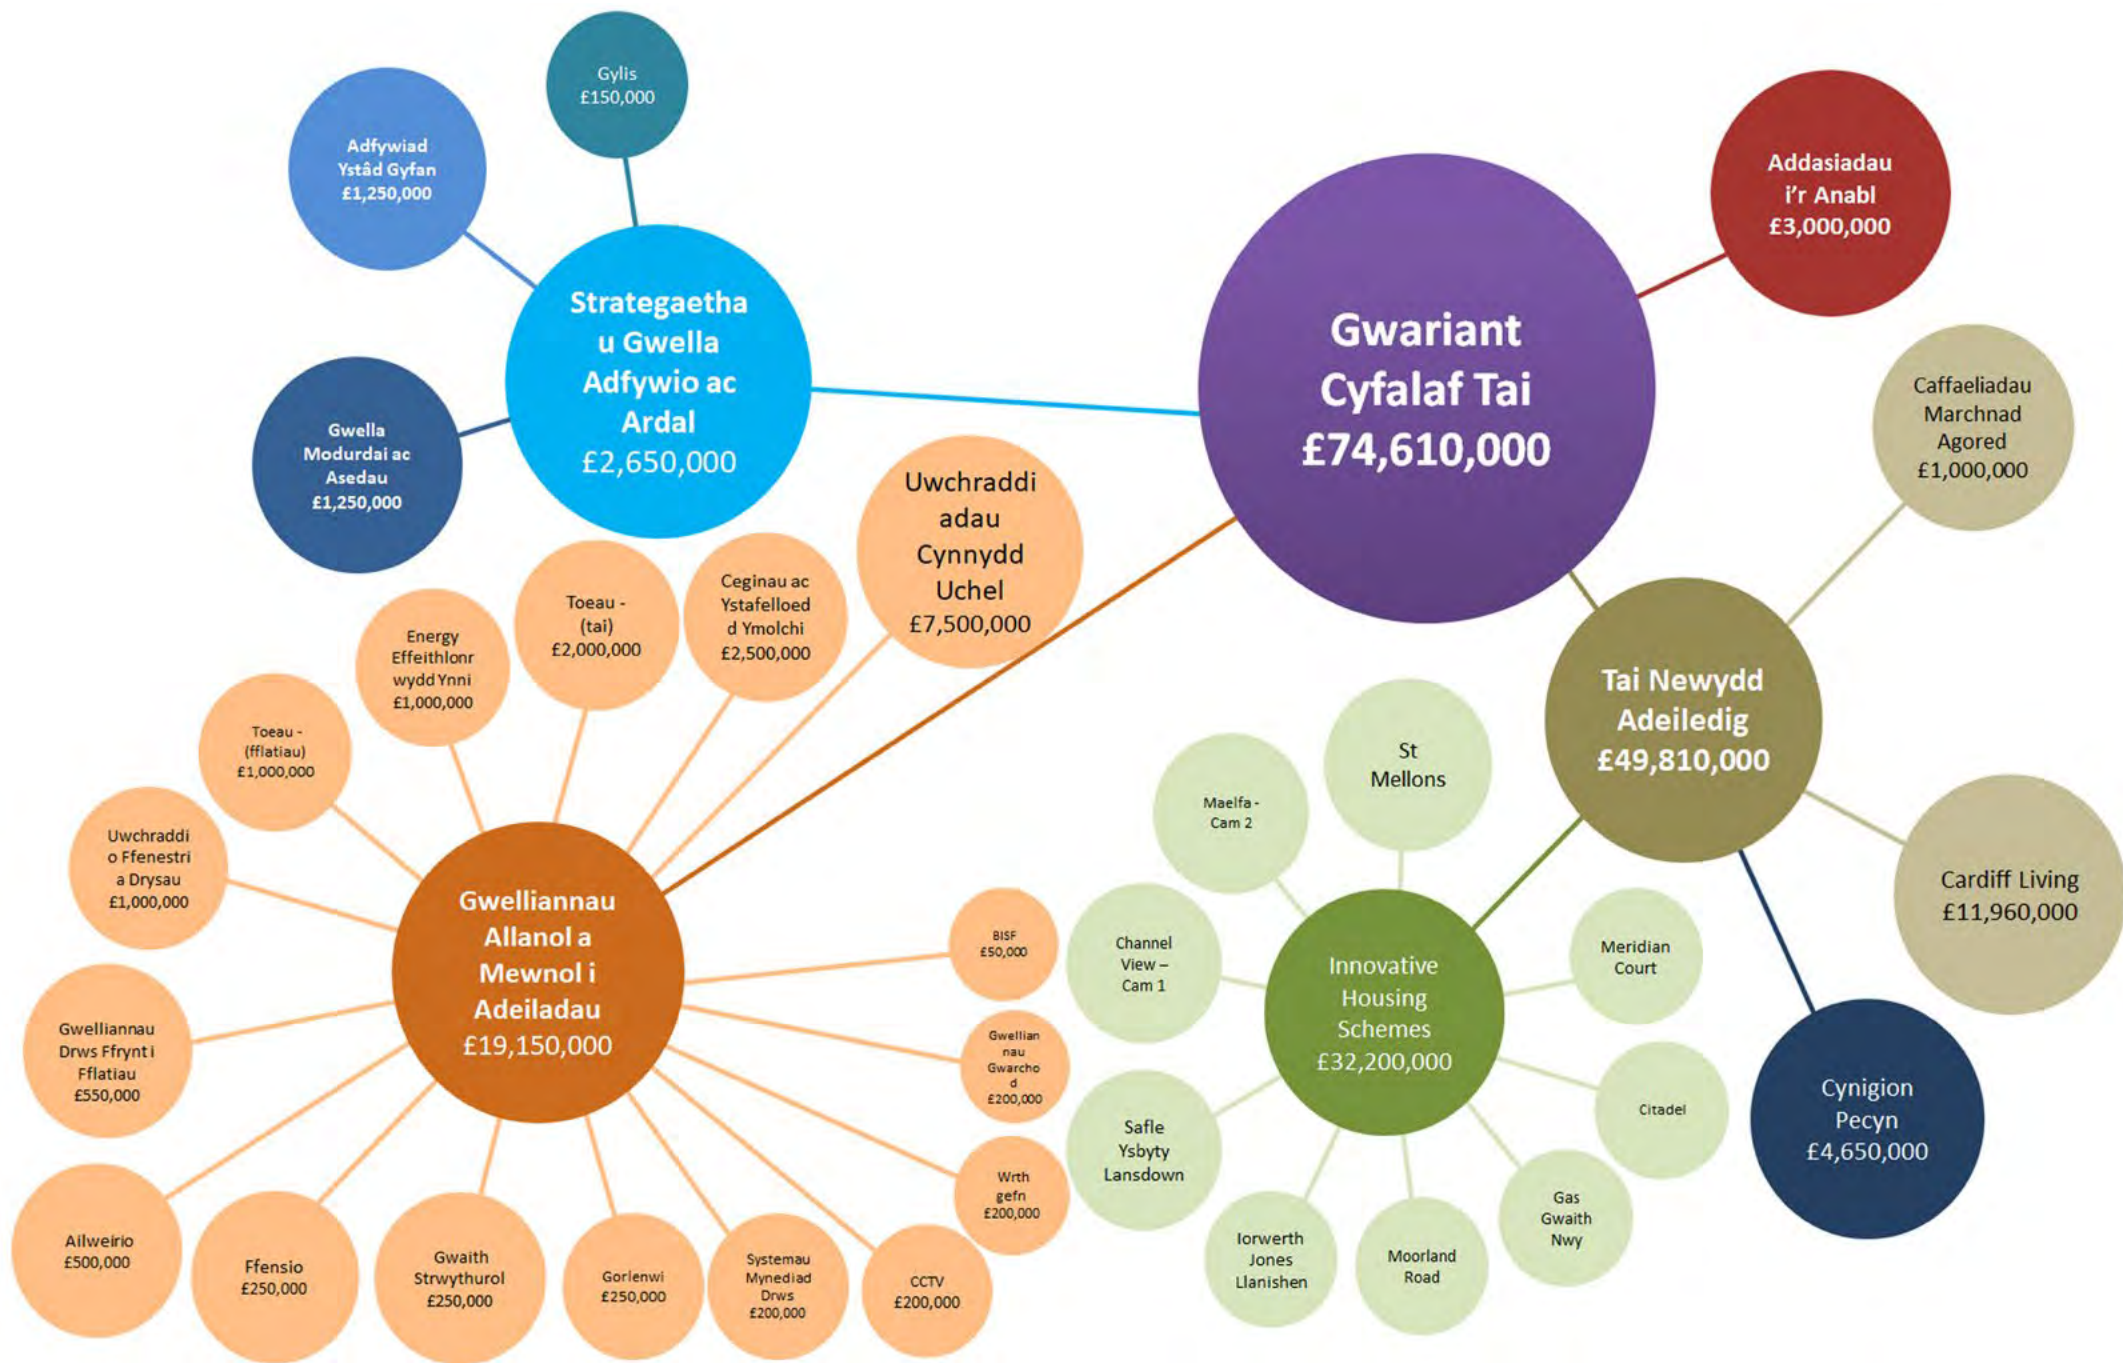 Gylis
£150,000
Adfywiad
Ystâd Gyfan
£1,250,000
Strategaetha
u Gwella
Adfywio ac
Ardal
£2,650,000
Gwella
Modurdai ac
Asedau
£1,250,000
Gwariant
Cyfalaf Tai
£74,610,000
Addasiadau
i'r Anabl
£3,000,000
Caffaeliadau
Marchnad
Agored
£1,000,000
Tai Newydd
Adeiledig
£49,810,000
Cardiff Living
£11,960,000
Cynigion
Pecyn
£4,650,000
Uwchraddi
adau
Cynnydd
Uchel
£7,500,000
Ceginau ac
Ystafelloed
d Ymolchi
£2,500,000
Toeau -
(tai)
£2,000,000
Energy
Effeithlonr
wydd Ynni
£1,000,000
Toeau -
(fflatiau)
£1,000,000
Uwchraddi
o Ffenestri
a Drysau
£1,000,000
Gwelliannau
Allanol a
Mewnol i
Adeiladau
£19,150,000
Gwelliannau
Drws Ffrynt i
Fflatiau
£550,000
Ailweirio
£500,000
Ffensio
£250,000
Gwaith
Strwythurol
£250,000
Gorlenwi
£250,000
Systemau
Mynediad
Drws
£200,000
CCTV
£200,000
Wrth
gefn
£200,000
Gwellian
nau
Gwarcho
d
£200,000
BISF
£50,000
St
Mellons
Maelfa -
Cam 2
Channel
View –
Cam 1
Innovative
Housing
Schemes
£32,200,000
Meridian
Court
Citadel
Safle
Ysbyty
Lansdown
Iorwerth
Jones
Llanishen
Moorland
Road
Gas
Gwaith
Nwy